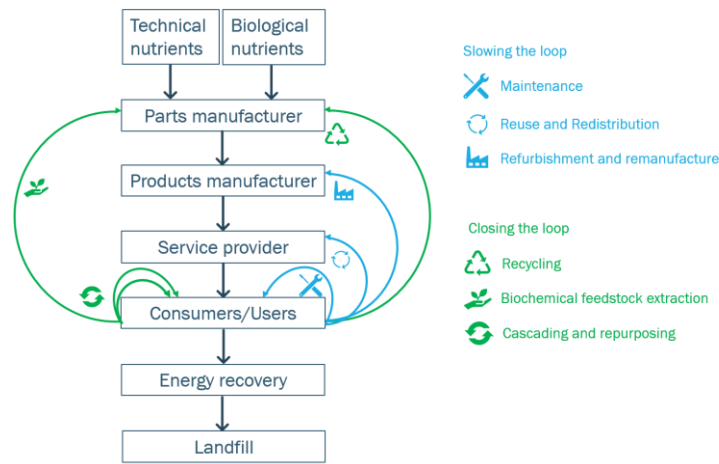 Technical
nutrients
Biological
nutrients
Parts manufacturer
Products manufacturer
Service provider
Consumers/Users
Energy recovery
Landfill
Slowing the loop
Maintenance
Reuse and Redistribution
Refurbishment and remanufacture
Closing the loop
Recycling
Biochemical feedstock extraction
Cascading and repurposing